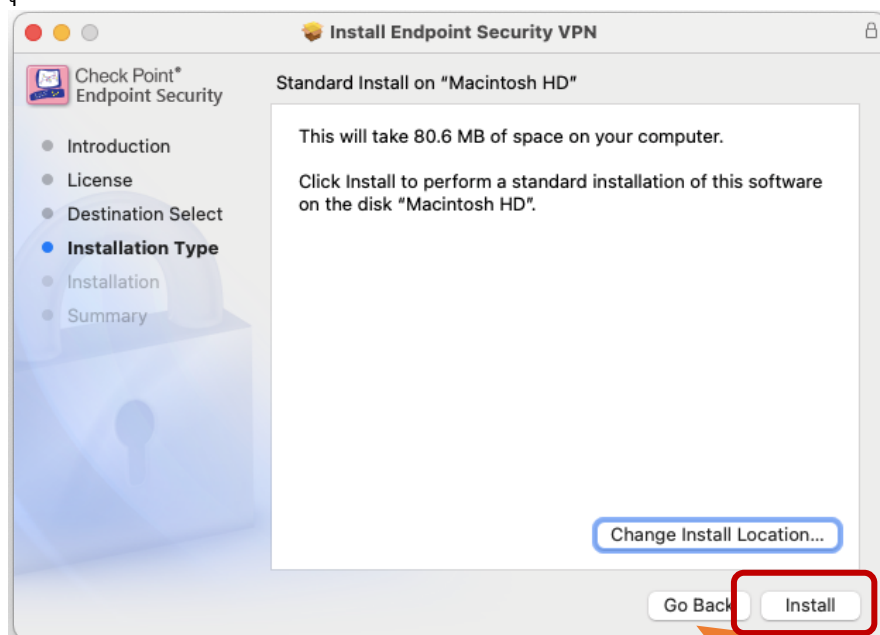 Install Endpoint Security VPN
Check Point®
Endpoint Security
Standard Install on "Macintosh HD"
Introduction
License
Destination Select
Installation Type
Installation
Summary
This will take 80.6 MB of space on your computer.
Click Install to perform a standard installation of this software
on the disk "Macintosh HD".
Change Install Location...
Go Back
Install